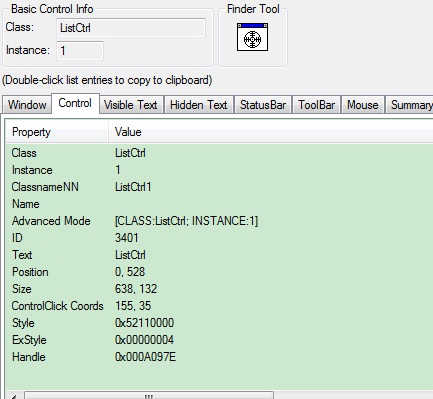 Basic Control Info
Finder Tool
Class: ListCtrl
Instance: 1
(Double-click list entries to copy to clipboard)
Window Control Visible Text Hidden Text StatusBar ToolBar Mouse Summary
Property Value
Class ListCtrl
Instance 1
ClassnameNN ListCtrl1
Name
Advanced Mode [CLASS:ListCtrl; INSTANCE:1]
ID 3401
Text ListCtrl
Position 0, 528
Size 638, 132
ControlClick Coords 155, 35
Style 0x52110000
ExStyle 0x00000004
Handle 0x000A097E